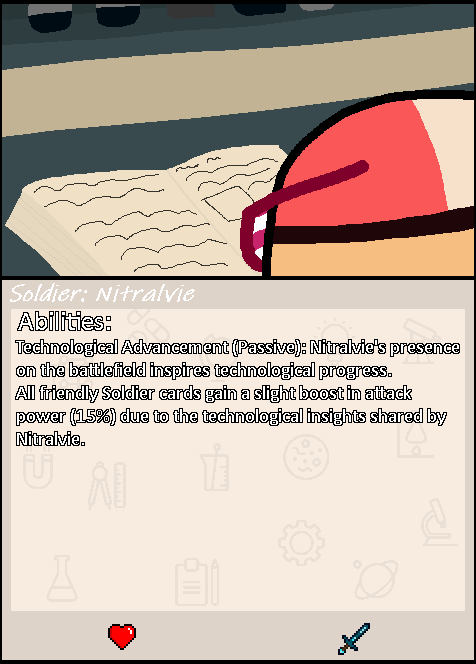 Soldier: Nitralvie
Abilities:
Technological Advancement (Passive): Nitralvie's presence
on the battlefield inspires technological progress.
All friendly Soldier cards gain a slight boost in attack
power (15%) due to the technological insights shared by
Nitralvie.